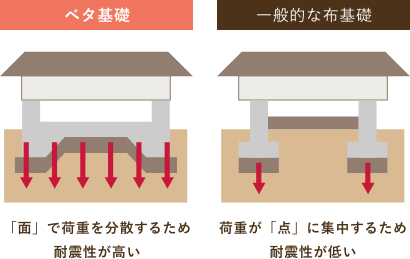 ベタ基礎
一般的な布基礎
「面」で荷重を分散するため
耐震性が高い
荷重が「点」に集中するため
耐震性が低い